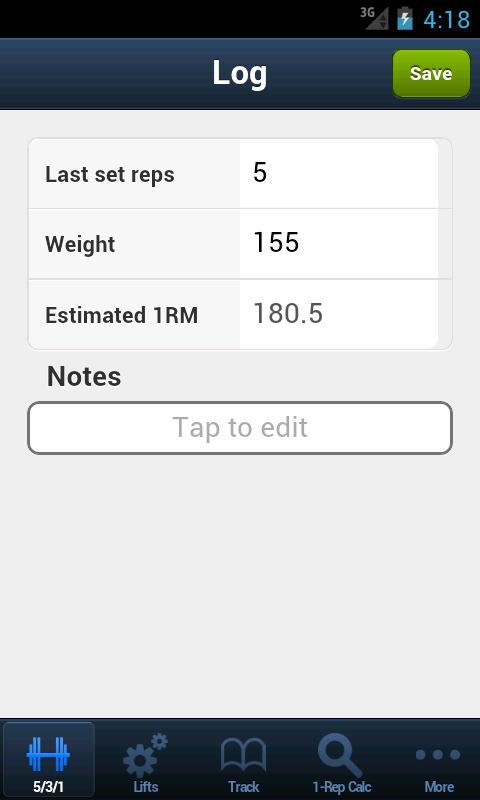 3G 4:18
Log
Save
Last set reps 5
Weight 155
Estimated 1RM 180.5
Notes
Tap to edit
5/3/1 Lifts Track 1-Rep Calc More